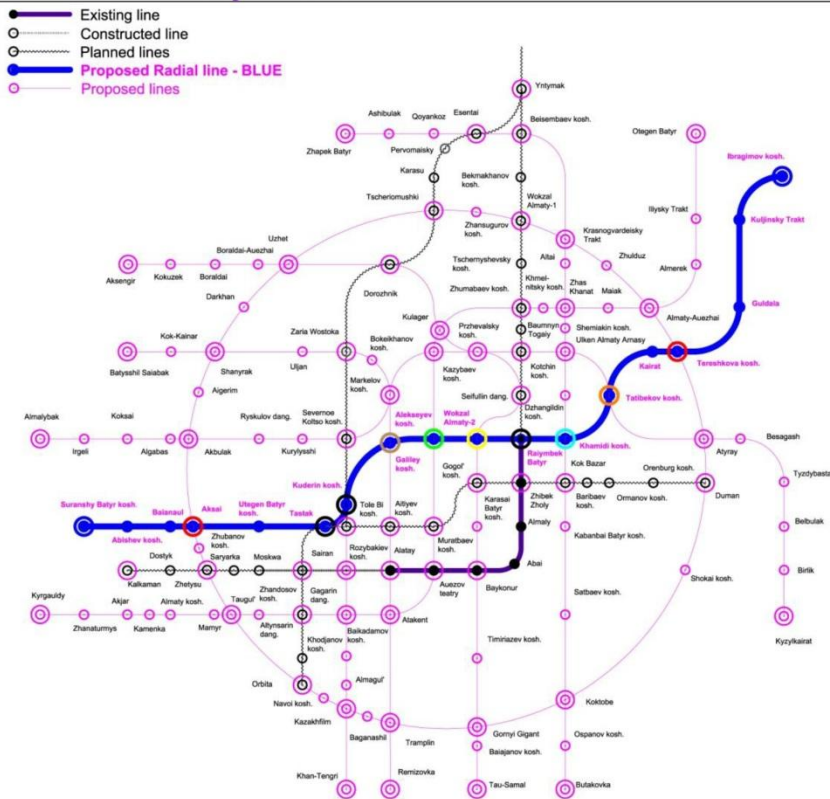 Existing line
Constructed line
Planned lines
Proposed Radial line - BLUE
Proposed lines
Yntymak
Ashibulak
Qoyankoz
Esentai
Beisembaev kosh.
Otegen Batyr
Zhapek Batyr
Pervomaisky
Ibragimov kosh.
Karasu
Bekmakhanov
kosh.
Tscheriomushki
Wokzal
Almaty-1
Iliysky Trakt
Kuljinsky Trakt
Zhansugurov
kosh.
Krasnogvardeisky
Trakt
Uzhet
Boraldai-Auezhai
Tschernyshevsky
kosh.
Altai
Zhulduz
Aksengir
Kokuzek
Boraldai
Almerek
Khmel-
nitsky kosh.
Zhas
Khanat
Maiak
Dorozhnik
Zhumabaev kosh.
Darkhan
Guldala
Almaty-Auezhai
Kulager
Przhevalsky
kosh.
Baumnyn
Togaiy
Shemiakin kosh.
Ulkan Almaty Arnasy
Zaria Wostoka
Bokeikhanov
kosh.
Kok-Kainar
Batysshil Saiabak
Shanyrak
Uljan
Markelov
kosh.
Kazybaev
kosh.
Kotchin
kosh.
Kairat
Tarashkova kosh.
Aigerim
Seifullin dang.
Tatibekov kosh.
Almalybak
Koksai
Ryskulov dang.
Severnoe
Koltso kosh.
Alekseyev
kosh.
Wokzal
Almaty-2
Dzhangildin
kosh.
Irgeli
Algabas
Akbulak
Kurylysshi
Galiley
kosh.
Raiymbek
Batyr
Khamidi kosh.
Atyray
Besagash
Gogol'
kosh.
Kok Bazar
Orenburg kosh.
Kuderin kosh.
Tyzdybasta
Suranshy Batyr kosh.
Balanaul
Aksai
Utegen Batyr
kosh.
Tastak
Tole Bi
kosh.
Aitiyev
kosh.
Karasai
Batyr
kosh.
Zhibek
Zholy
Baribaev
kosh.
Ormanov kosh.
Duman
Abishev kosh.
Zhubanov
kosh.
Muratbaev
kosh.
Almaly
Kabanbai Batyr kosh.
Belbulak
Dostyk
Saryarka
Moskwa
Sairan
Rozybakiev
kosh.
Alatay
Abai
Kalkaman
Zhetysu
Zhandosov
kosh.
Gagarin
dang.
Auezov
teatry
Baykonur
Shokai kosh.
Birlik
Kyrgauldy
Akjar
Almaty kosh.
Taugul'
Satbaev kosh.
Zhanaturmys
Kamenka
Mamyr
Altynsarin
dang.
Khodjanov
kosh.
Baikadamov
kosh.
Atakent
Kyzylkairat
Timiriazev kosh.
Orbita
Almagul'
Navoi kosh.
Koktobe
Kazakhfilm
Baganashil
Tramplin
Gornyi Gigant
Baiajanov kosh.
Ospanov kosh.
Khan-Tengri
Remizovka
Tau-Samal
Butakovka